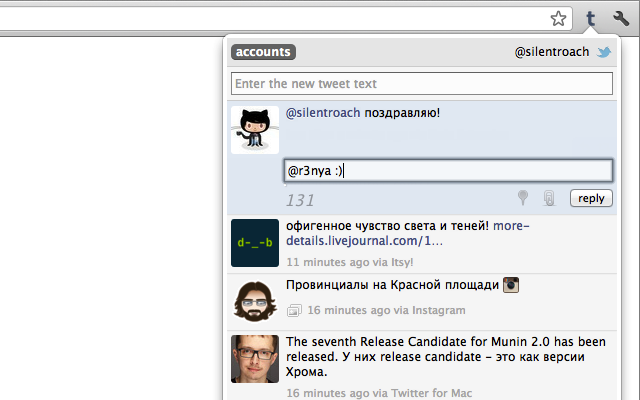 t
accounts
@silentroach
Enter the new tweet text
@silentroach поздравляю!
@r3nya :)
131
reply
d-_-b
офигенное чувство света и теней! more-
details.livejournal.com/1…
11 minutes ago via Itsy!
Провинциалы на Красной площади
16 minutes ago via Instagram
The seventh Release Candidate for Munin 2.0 has been
released. У них release candidate – это как версии
Хрома.
16 minutes ago via Twitter for Mac